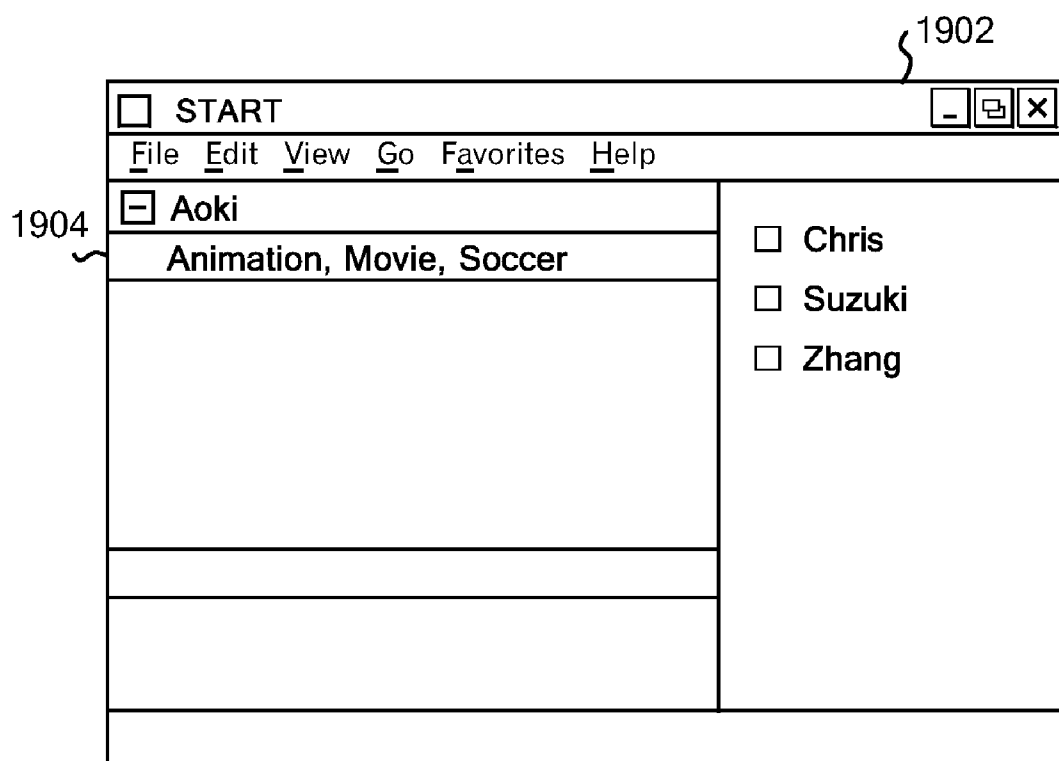 1902
START
File Edit View Go Favorites Help
1904
Aoki
Animation, Movie, Soccer
Chris
Suzuki
Zhang